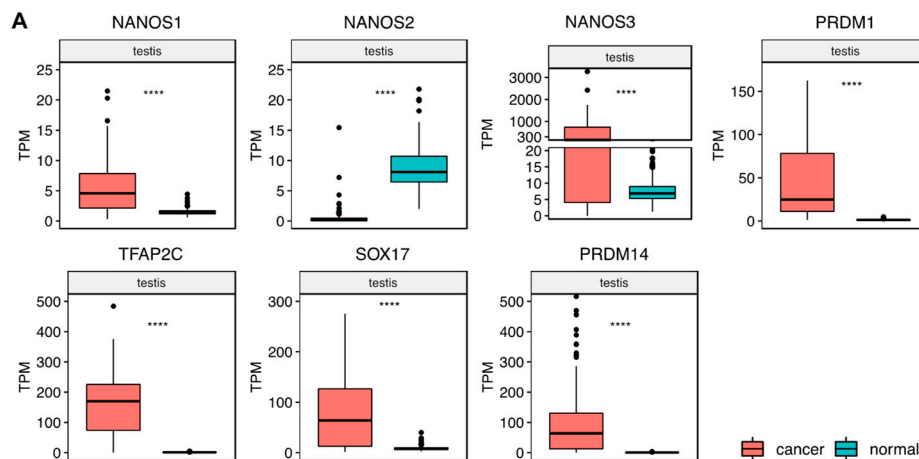 A
NANOS1
testis
25
20
15
10
5
0
TPM
****
NANOS2
testis
25
20
15
10
5
0
TPM
****
NANOS3
testis
3000
2000
1000
300
20
15
10
5
0
TPM
****
PRDM1
testis
150
100
50
0
TPM
****
TFAP2C
testis
500
400
300
200
100
0
TPM
****
SOX17
testis
300
200
100
0
TPM
****
PRDM14
testis
500
400
300
200
100
0
TPM
****
cancer
normal